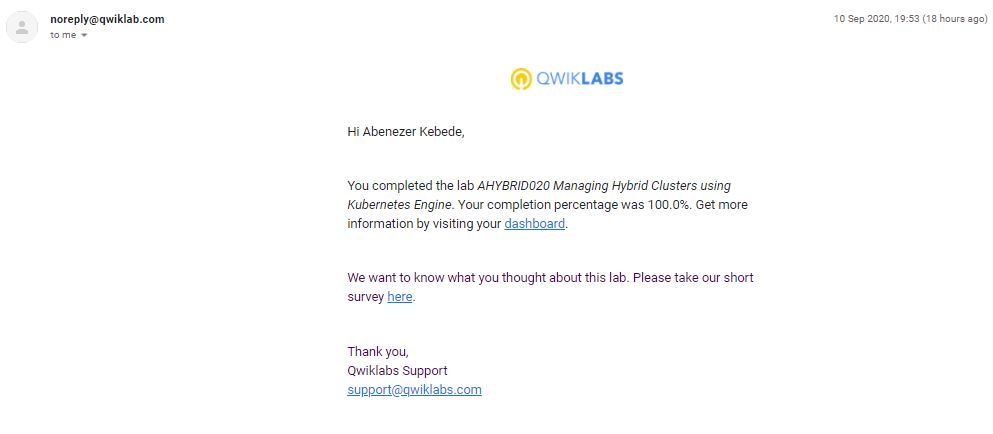 noreply@qwiklab.com
10 Sep 2020, 19:53 (18 hours ago)
to me
QWIKLABS
Hi Abenezer Kebede,
You completed the lab AHYBRID020 Managing Hybrid Clusters using
Kubernetes Engine. Your completion percentage was 100.0%. Get more
information by visiting your dashboard.
We want to know what you thought about this lab. Please take our short
survey here.
Thank you,
Qwiklabs Support
support@qwiklabs.com